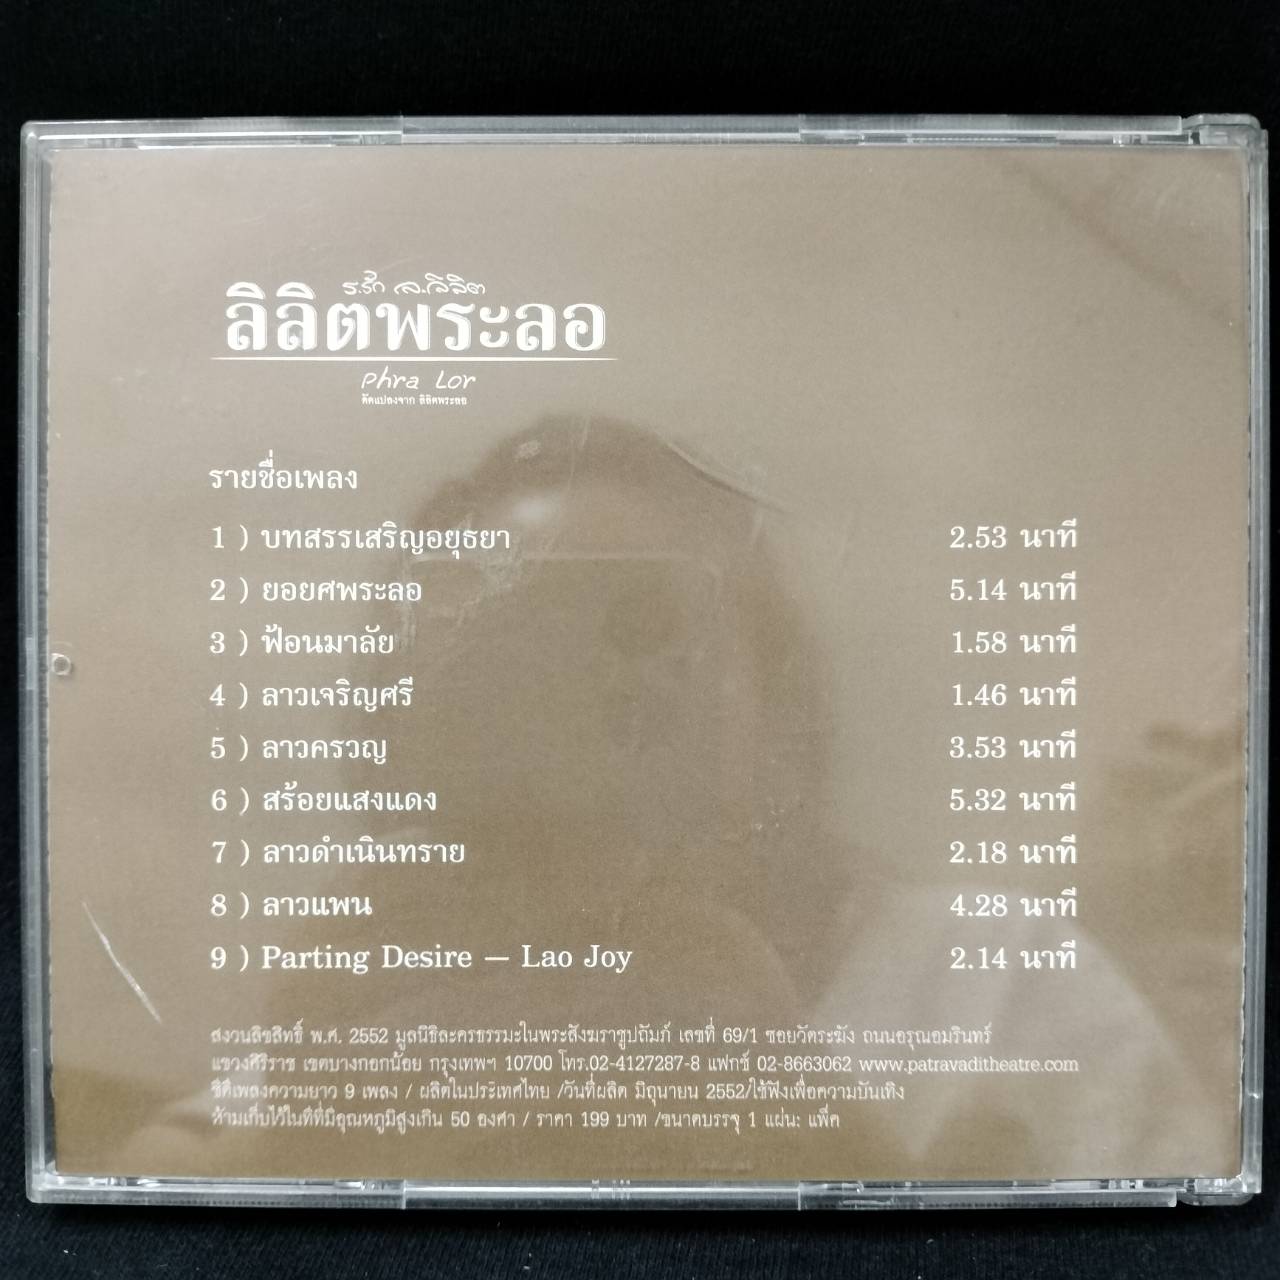 ร.รัก ล.ลิลิต
ลิลิตพระลอ
Phra Lor
ดัดแปลงจาก ลิลิตพระลอ
รายชื่อเพลง
1 ) บทสรรเสริญอยุธยา 2.53 นาที
2 ) ยอยศพระลอ 5.14 นาที
3 ) ฟ้อนมาลัย 1.58 นาที
4 ) ลาวเจริญศรี 1.46 นาที
5 ) ลาวครวญ 3.53 นาที
6 ) สร้อยแสงแดง 5.32 นาที
7 ) ลาวดำเนินทราย 2.18 นาที
8 ) ลาวแพน 4.28 นาที
9 ) Parting Desire – Lao Joy 2.14 นาที
สงวนลิขสิทธิ์ พ.ศ. 2552 มูลนิธิละครธรรมะในพระสังฆราชูปถัมภ์ เลขที่ 69/1 ซอยวัดระฆัง ถนนอรุณอมรินทร์
แขวงศิริราช เขตบางกอกน้อย กรุงเทพฯ 10700 โทร.02-4127287-8 แฟกซ์ 02-8663062 www.patravaditheatre.com
ซีดีเพลงความยาว 9 เพลง / ผลิตในประเทศไทย /วันที่ผลิต มิถุนายน 2552/ใช้ฟังเพื่อความบันเทิง
ห้ามเก็บไว้ในที่ที่มีอุณหภูมิสูงเกิน 50 องศา / ราคา 199 บาท /ขนาดบรรจุ 1 แผ่น: แพ็ค